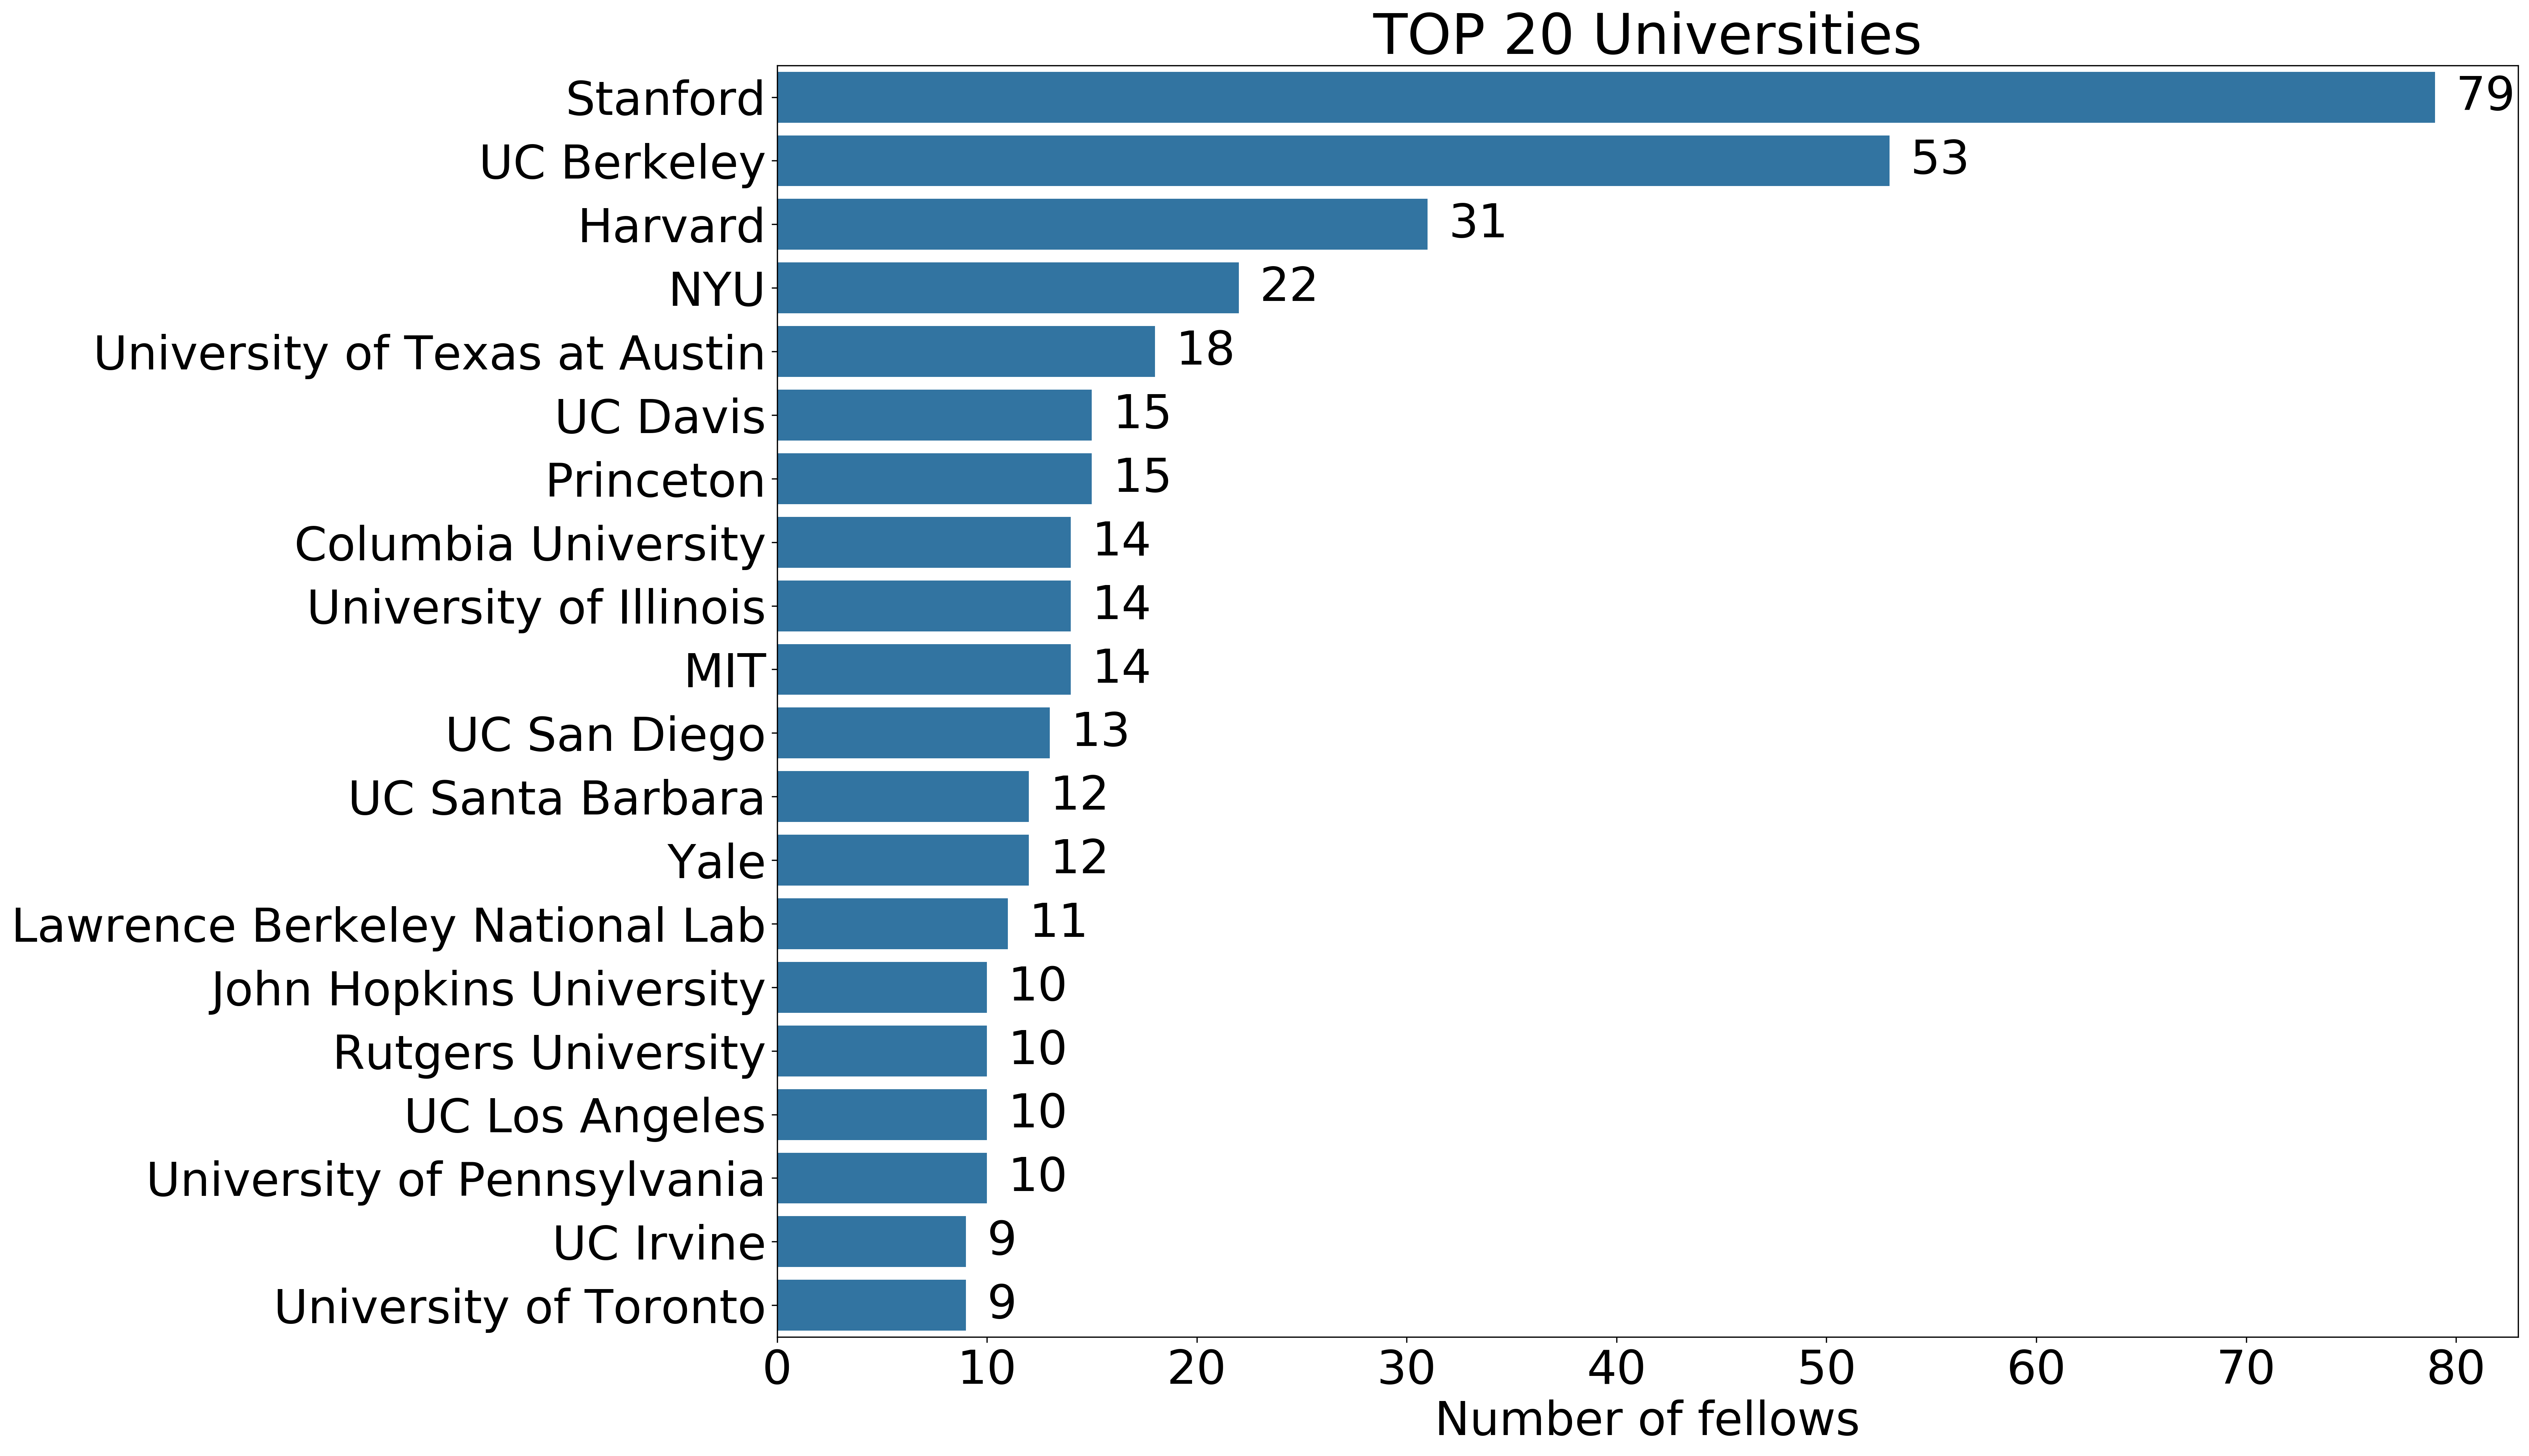 TOP 20 Universities
Stanford 79
UC Berkeley 53
Harvard 31
NYU 22
University of Texas at Austin 18
UC Davis 15
Princeton 15
Columbia University 14
University of Illinois 14
MIT 14
UC San Diego 13
UC Santa Barbara 12
Yale 12
Lawrence Berkeley National Lab 11
John Hopkins University 10
Rutgers University 10
UC Los Angeles 10
University of Pennsylvania 10
UC Irvine 9
University of Toronto 9
0 10 20 30 40 50 60 70 80
Number of fellows